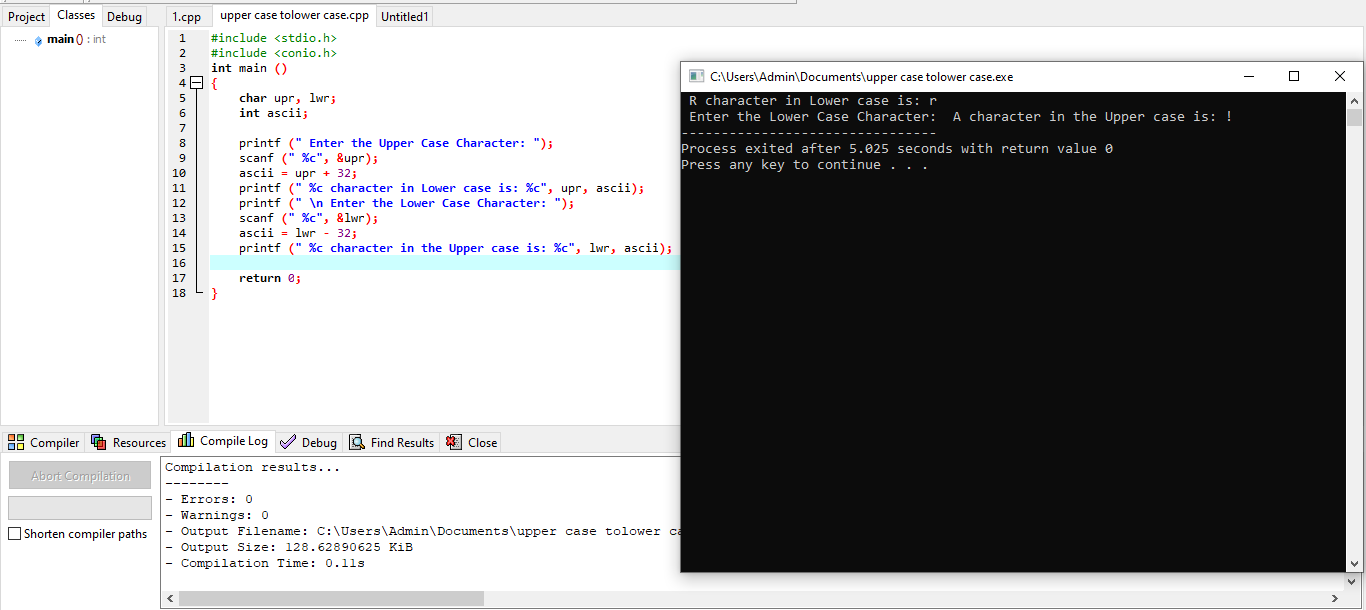 Project Classes Debug
main () : int
1.cpp upper case tolower case.cpp Untitled1
1 #include <stdio.h>
2 #include <conio.h>
3 int main ()
4 {
5 char upr, lwr;
6 int ascii;
7
8 printf (" Enter the Upper Case Character: ");
9 scanf (" %c", &upr);
10 ascii = upr + 32;
11 printf (" %c character in Lower case is: %c", upr, ascii);
12 printf (" \n Enter the Lower Case Character: ");
13 scanf (" %c", &lwr);
14 ascii = lwr - 32;
15 printf (" %c character in the Upper case is: %c", lwr, ascii);
16
17 return 0;
18 }
C:\Users\Admin\Documents\upper case tolower case.exe
R character in Lower case is: r
Enter the Lower Case Character:  A character in the Upper case is: !
--------------------------------
Process exited after 5.025 seconds with return value 0
Press any key to continue . . .
Compiler Resources Compile Log Debug Find Results Close
Abort Compilation
Shorten compiler paths
Compilation results...
--------
- Errors: 0
- Warnings: 0
- Output Filename: C:\Users\Admin\Documents\upper case tolower ca
- Output Size: 128.62890625 KiB
- Compilation Time: 0.11s